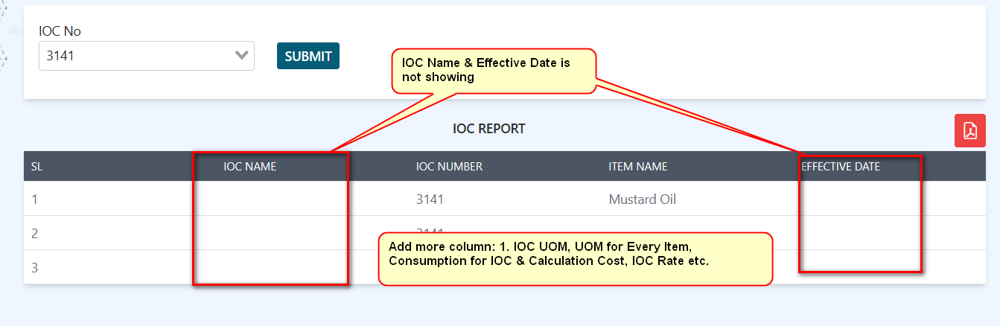 IOC No
3141
SUBMIT
IOC Name & Effective Date is
not showing
IOC REPORT
SL IOC NAME IOC NUMBER ITEM NAME EFFECTIVE DATE
1 3141 Mustard Oil
2 3141
Add more column: 1. IOC UOM, UOM for Every Item,
Consumption for IOC & Calculation Cost, IOC Rate etc.
3